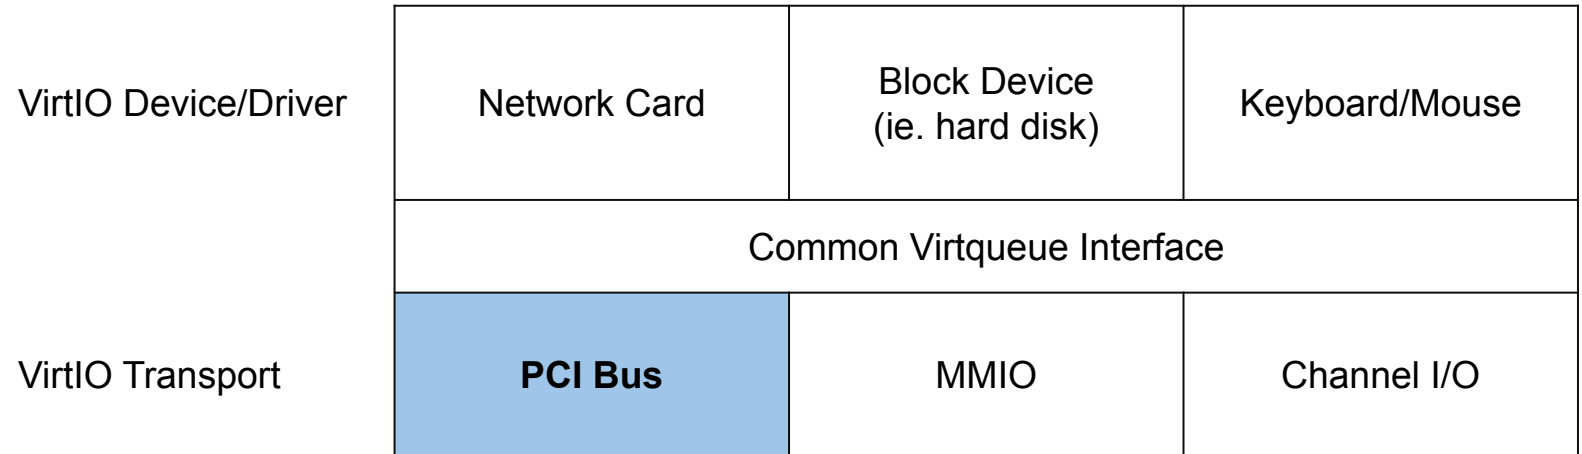 VirtIO Device/Driver
Network Card
Block Device
(ie. hard disk)
Keyboard/Mouse
Common Virtqueue Interface
VirtIO Transport
PCI Bus
MMIO
Channel I/O